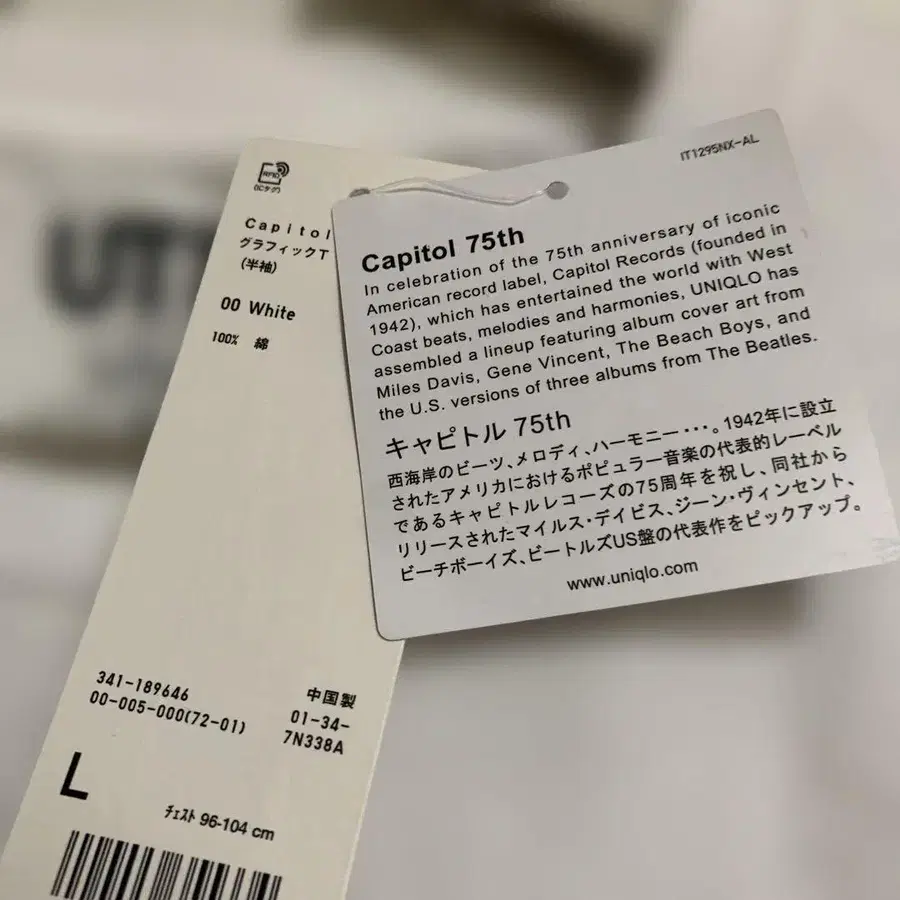 UT
RFID
(ICタグ)
Capitol
グラフィックT
(半袖)
00 White
100% 綿
341-189646
00-005-000(72-01)
中国製
01-34-
7N338A
L
チェスト 96-104 cm
IT1295NX-AL
Capitol 75th
In celebration of the 75th anniversary of iconic
American record label, Capitol Records (founded in
1942), which has entertained the world with West
Coast beats, melodies and harmonies, UNIQLO has
assembled a lineup featuring album cover art from
Miles Davis, Gene Vincent, The Beach Boys, and
the U.S. versions of three albums from The Beatles.
キャピトル 75th
西海岸のビーツ、メロディ、ハーモニー・・・。1942年に設立
されたアメリカにおけるポピュラー音楽の代表的レーベル
であるキャピトルレコーズの75周年を祝し、同社から
リリースされたマイルス・デイビス、ジーン・ヴィンセント、
ビーチボーイズ、ビートルズUS盤の代表作をピックアップ。
www.uniqlo.com